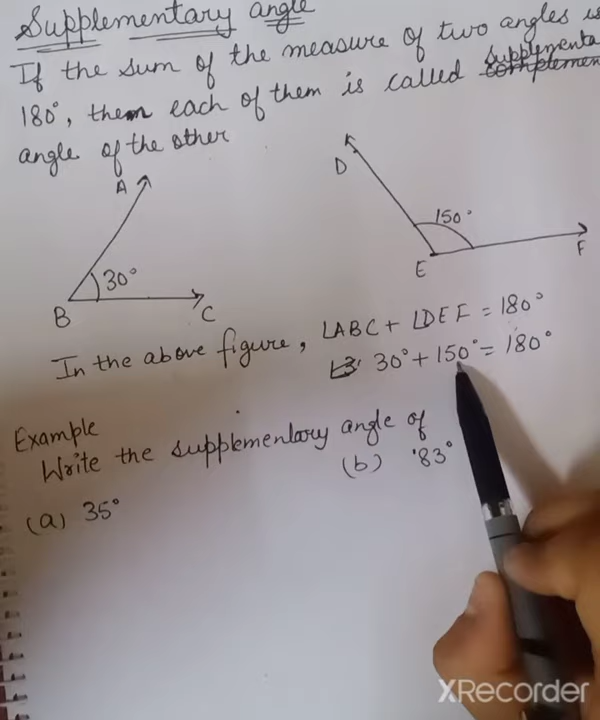 Supplementary angle
If the sum of the measure of two angles is
180°, them each of them is called supplementa
angle of the other
A
30°
B
C
D
150°
E
F
In the above figure, ∠ABC + ∠DEF = 180°
30° + 150° = 180°
Example
Write the supplementary angle of
(a) 35°
(b) 83°
XRecorder